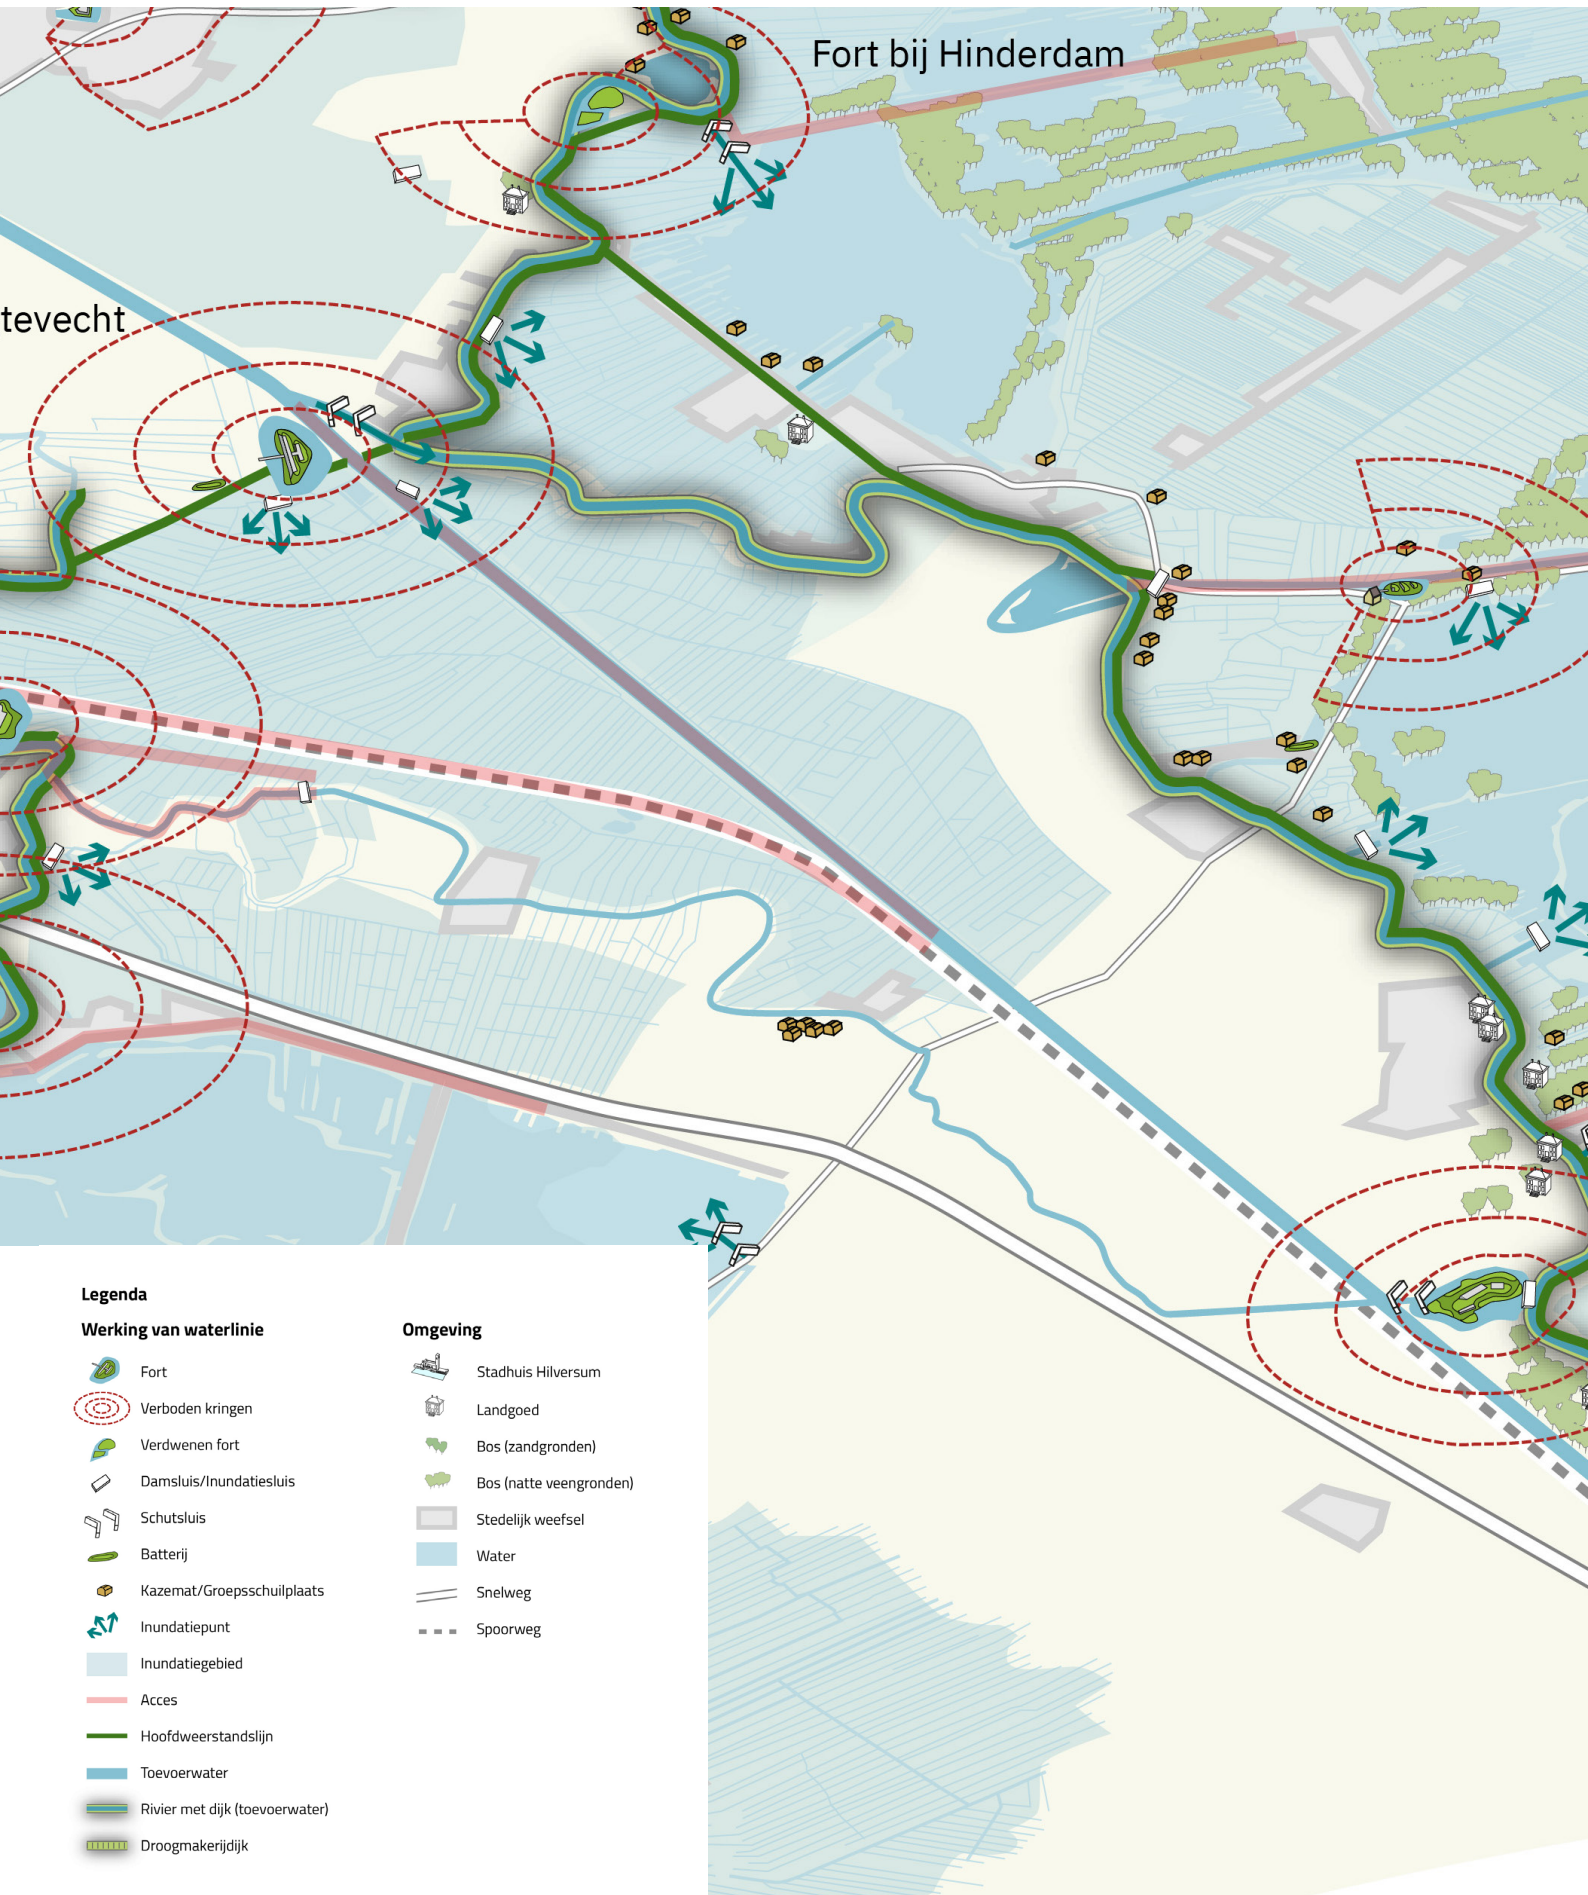 Fort bij Hinderdam
tevecht
Legenda
Werking van waterlinie
Fort
Verboden kringen
Verdwenen fort
Damsluis/Inundatiesluis
Schutsluis
Batterij
Kazemat/Groepsschuilplaats
Inundatiepunt
Inundatiegebied
Acces
Hoofdweerstandslijn
Toevoerwater
Rivier met dijk (toevoerwater)
Droogmakerijdijk
Omgeving
Stadhuis Hilversum
Landgoed
Bos (zandgronden)
Bos (natte veengronden)
Stedelijk weefsel
Water
Snelweg
Spoorweg